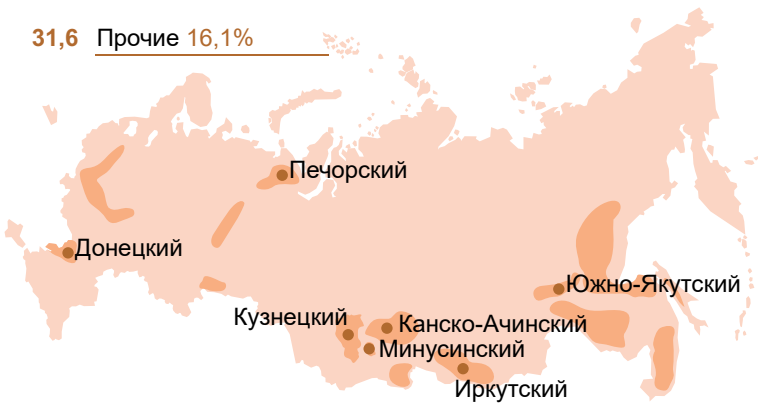 31,6 Прочие 16,1%
Печорский
Донецкий
Южно-Якутский
Кузнецкий
Канско-Ачинский
Минусинский
Иркутский